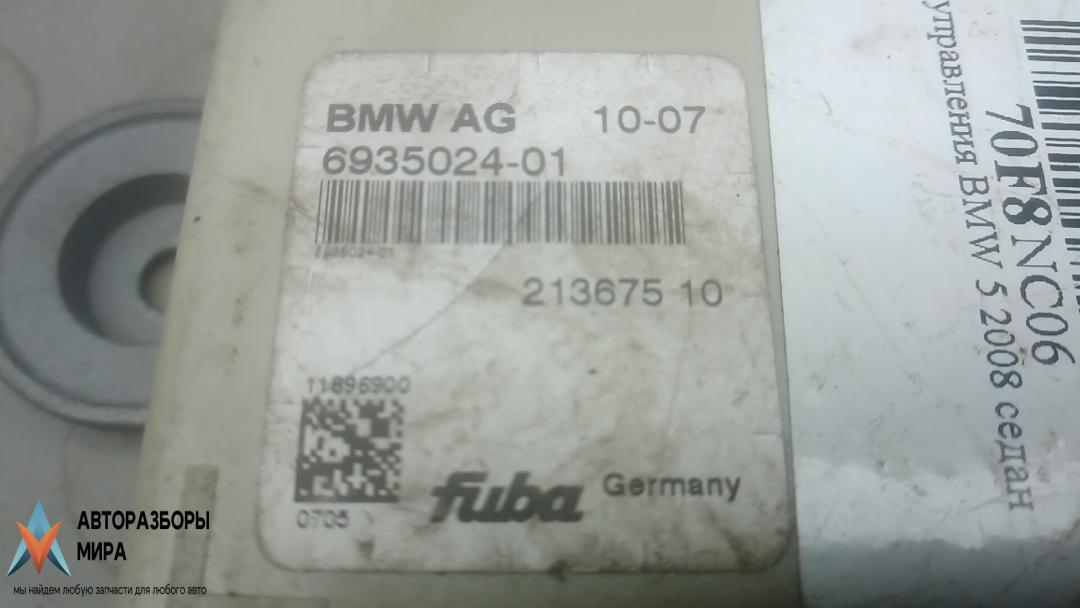 BMW AG 10-07
6935024-01
6935024-01
213675 10
11896900
0705
fuba Germany
70F8NC06
управления BMW 5 2008 седан
АВТОРАЗБОРЫ
МИРА
мы найдем любую запчасти для любого авто